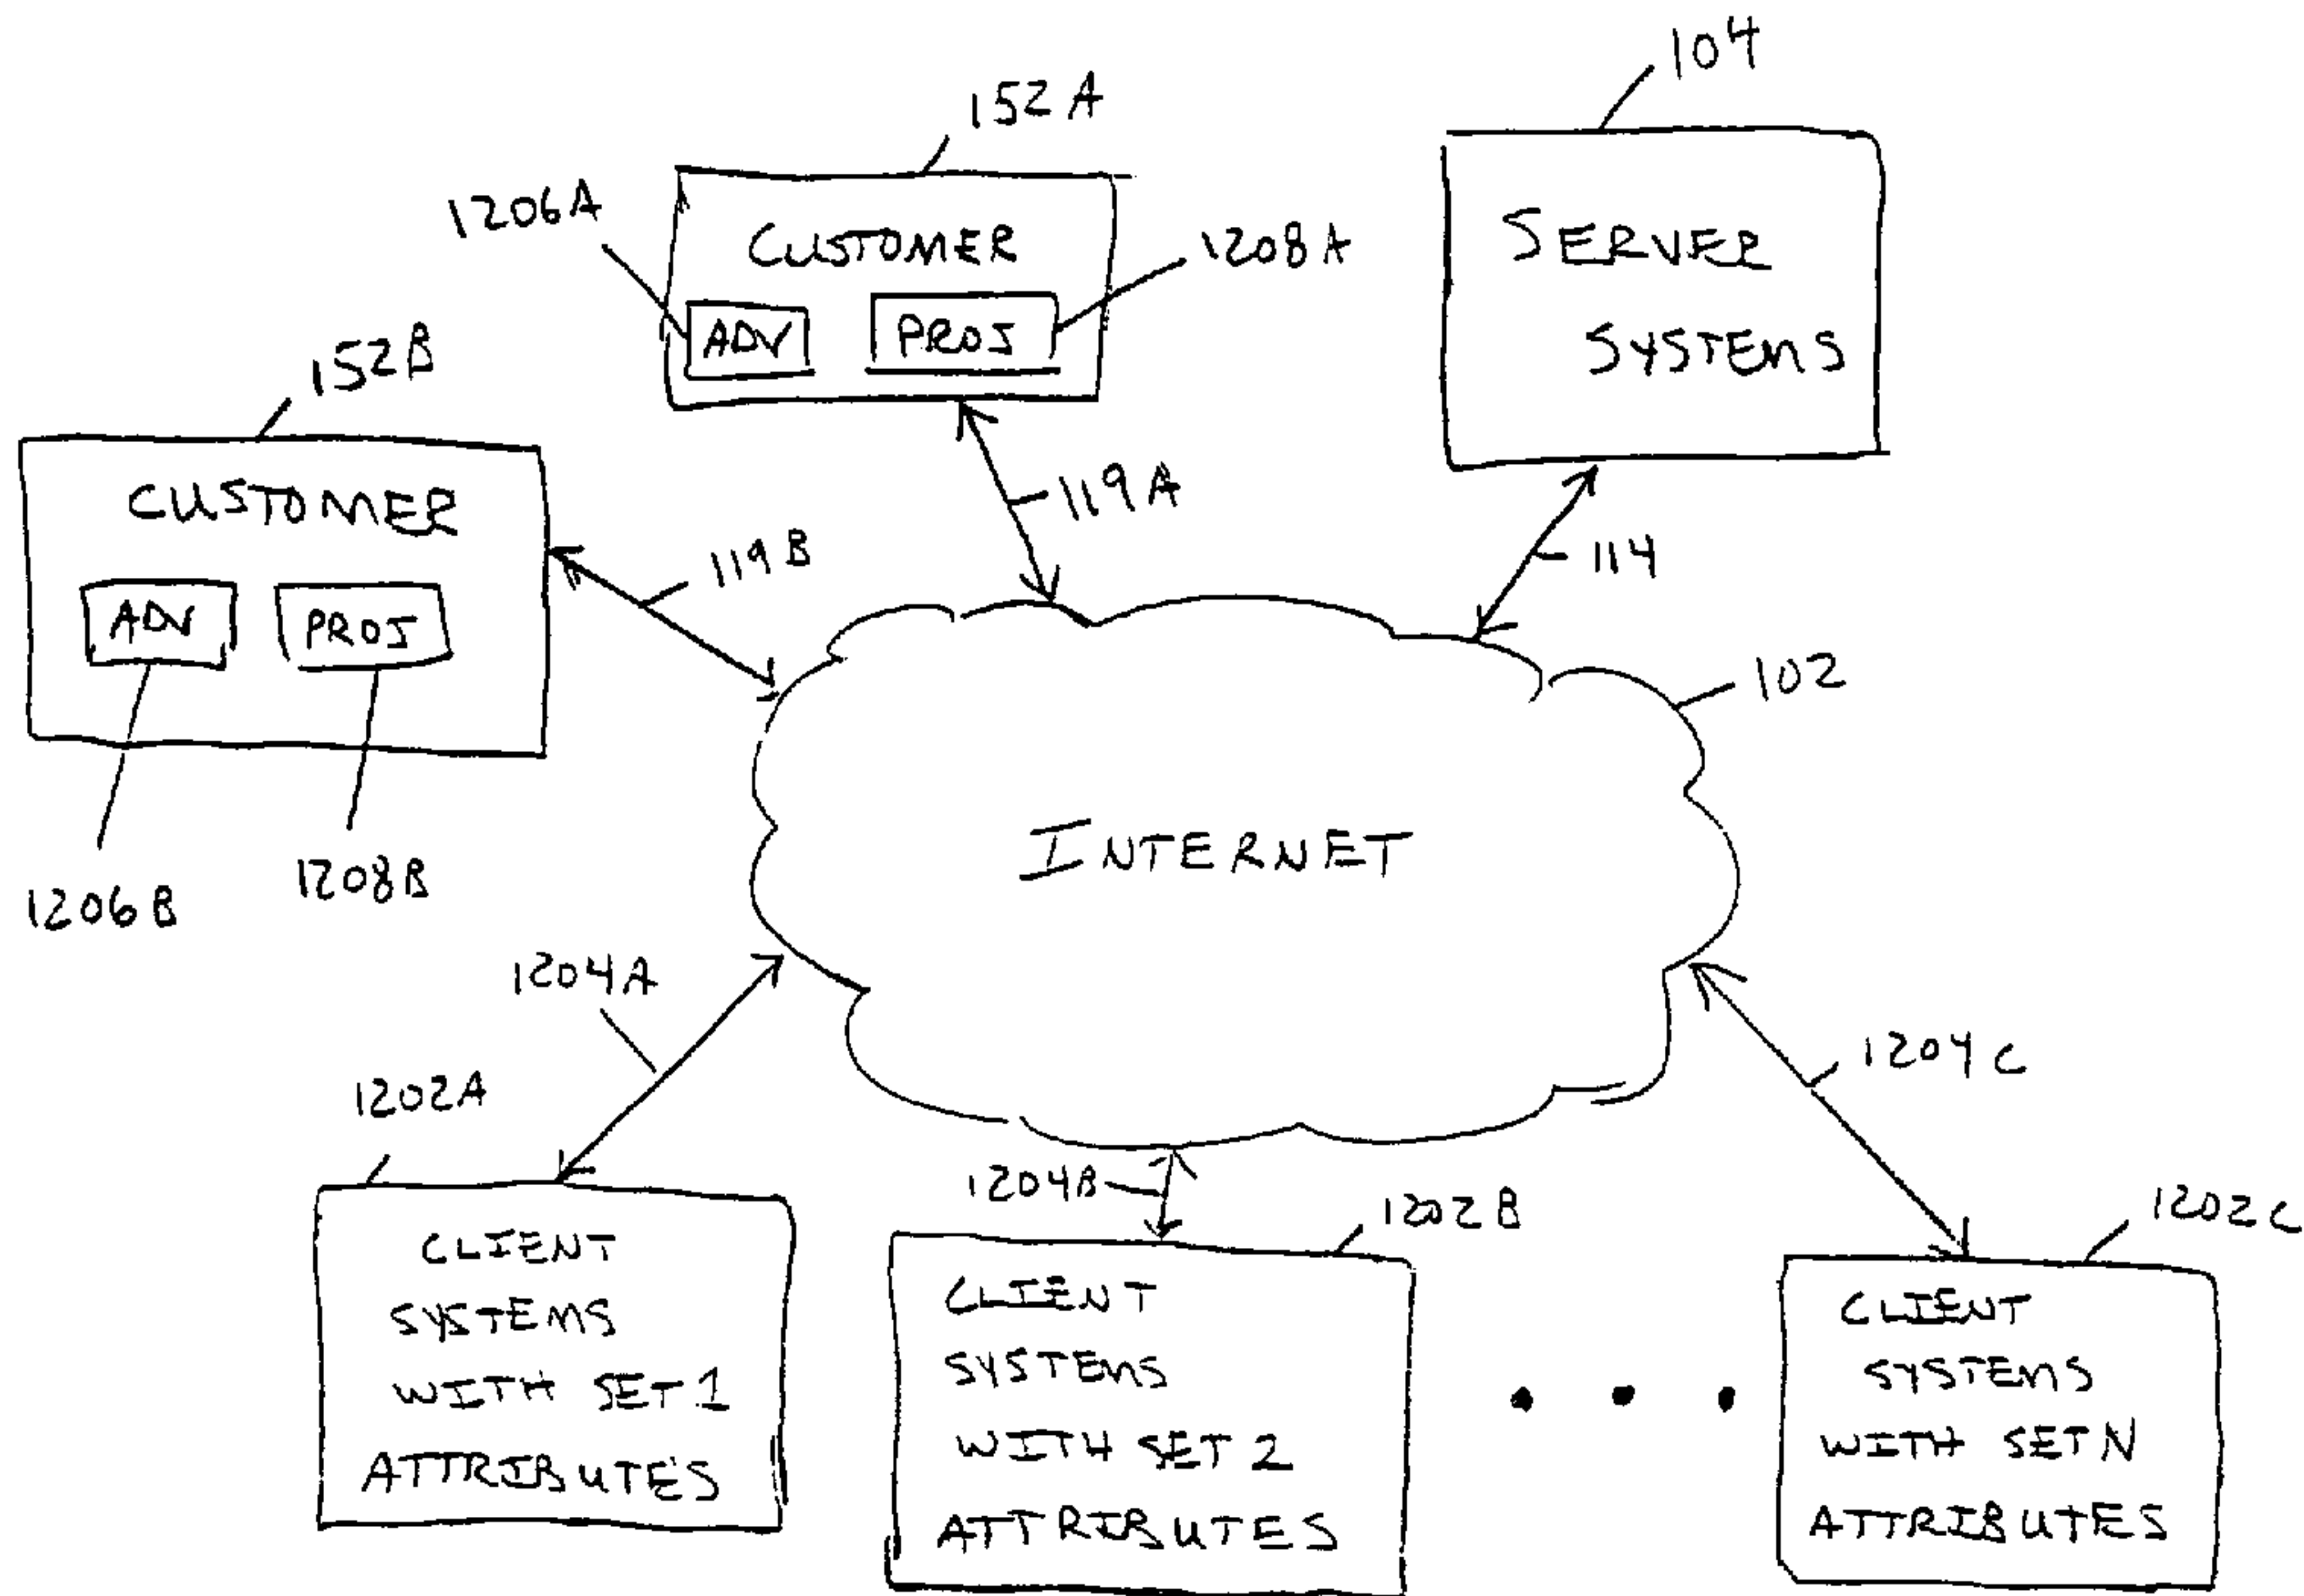 104
152A
1206A
CUSTOMER
1208A
ADV
PROJ
SERVER
SYSTEMS
152B
CUSTOMER
ADV
PROJ
119A
119B
114
102
INTERNET
1206B
1208B
1204A
1204C
1202A
1204B
1202B
1202C
CLIENT
SYSTEMS
WITH SET 1
ATTRIBUTES
CLIENT
SYSTEMS
WITH SET 2
ATTRIBUTES
. . .
CLIENT
SYSTEMS
WITH SET N
ATTRIBUTES